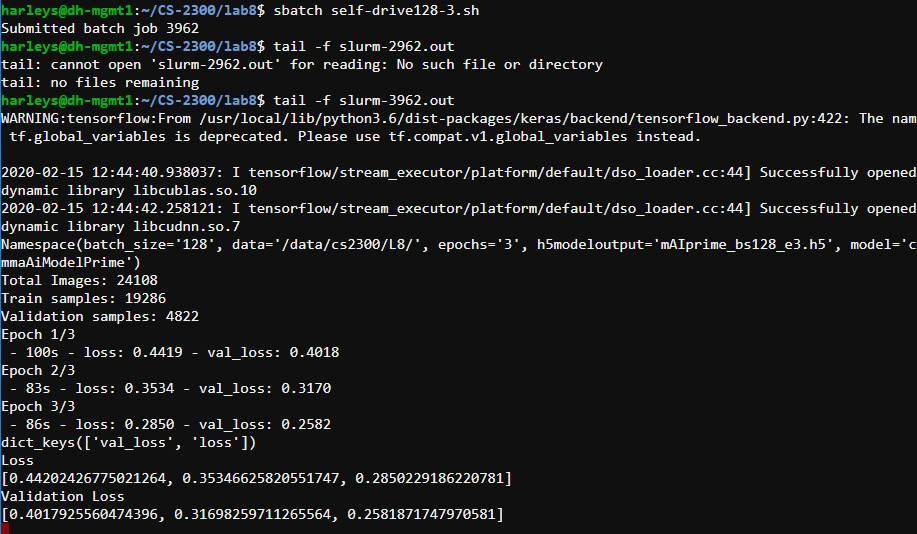 harleys@dh-mgmt1:~/CS-2300/lab8$ sbatch self-drive128-3.sh
Submitted batch job 3962
harleys@dh-mgmt1:~/CS-2300/lab8$ tail -f slurm-2962.out
tail: cannot open 'slurm-2962.out' for reading: No such file or directory
tail: no files remaining
harleys@dh-mgmt1:~/CS-2300/lab8$ tail -f slurm-3962.out
WARNING:tensorflow:From /usr/local/lib/python3.6/dist-packages/keras/backend/tensorflow_backend.py:422: The nam
 tf.global_variables is deprecated. Please use tf.compat.v1.global_variables instead.

2020-02-15 12:44:40.938037: I tensorflow/stream_executor/platform/default/dso_loader.cc:44] Successfully opened
dynamic library libcublas.so.10
2020-02-15 12:44:42.258121: I tensorflow/stream_executor/platform/default/dso_loader.cc:44] Successfully opened
dynamic library libcudnn.so.7
Namespace(batch_size='128', data='/data/cs2300/L8/', epochs='3', h5modeloutput='mAIprime_bs128_e3.h5', model='c
mmaAiModelPrime')
Total Images: 24108
Train samples: 19286
Validation samples: 4822
Epoch 1/3
 - 100s - loss: 0.4419 - val_loss: 0.4018
Epoch 2/3
 - 83s - loss: 0.3534 - val_loss: 0.3170
Epoch 3/3
 - 86s - loss: 0.2850 - val_loss: 0.2582
dict_keys(['val_loss', 'loss'])
Loss
[0.44202426775021264, 0.35346625820551747, 0.2850229186220781]
Validation Loss
[0.4017925560474396, 0.31698259711265564, 0.2581871747970581]